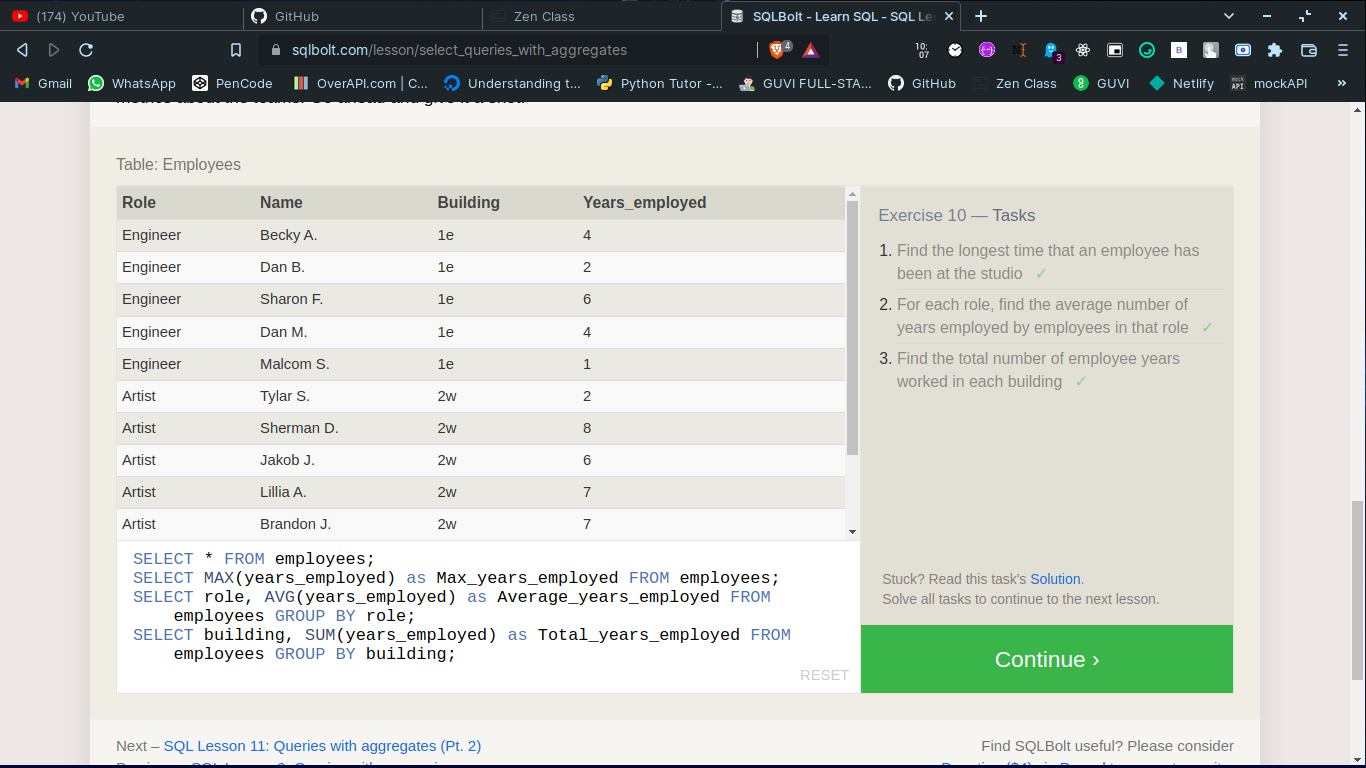 (174) YouTube
GitHub
Zen Class
SQLBolt - Learn SQL - SQL Le
sqlbolt.com/lesson/select_queries_with_aggregates
4
10:
07
3
B
Gmail
WhatsApp
PenCode
OverAPI.com | C...
Understanding t...
Python Tutor -...
GUVI FULL-STA...
GitHub
Zen Class
GUVI
Netlify
mock
API
mockAPI
»
Table: Employees
Role Name Building Years_employed
Engineer Becky A. 1e 4
Engineer Dan B. 1e 2
Engineer Sharon F. 1e 6
Engineer Dan M. 1e 4
Engineer Malcom S. 1e 1
Artist Tylar S. 2w 2
Artist Sherman D. 2w 8
Artist Jakob J. 2w 6
Artist Lillia A. 2w 7
Artist Brandon J. 2w 7
SELECT * FROM employees;
SELECT MAX(years_employed) as Max_years_employed FROM employees;
SELECT role, AVG(years_employed) as Average_years_employed FROM
employees GROUP BY role;
SELECT building, SUM(years_employed) as Total_years_employed FROM
employees GROUP BY building;
RESET
Exercise 10 — Tasks
1. Find the longest time that an employee has
been at the studio ✓
2. For each role, find the average number of
years employed by employees in that role ✓
3. Find the total number of employee years
worked in each building ✓
Stuck? Read this task's Solution.
Solve all tasks to continue to the next lesson.
Continue ›
Next – SQL Lesson 11: Queries with aggregates (Pt. 2)
Find SQLBolt useful? Please consider